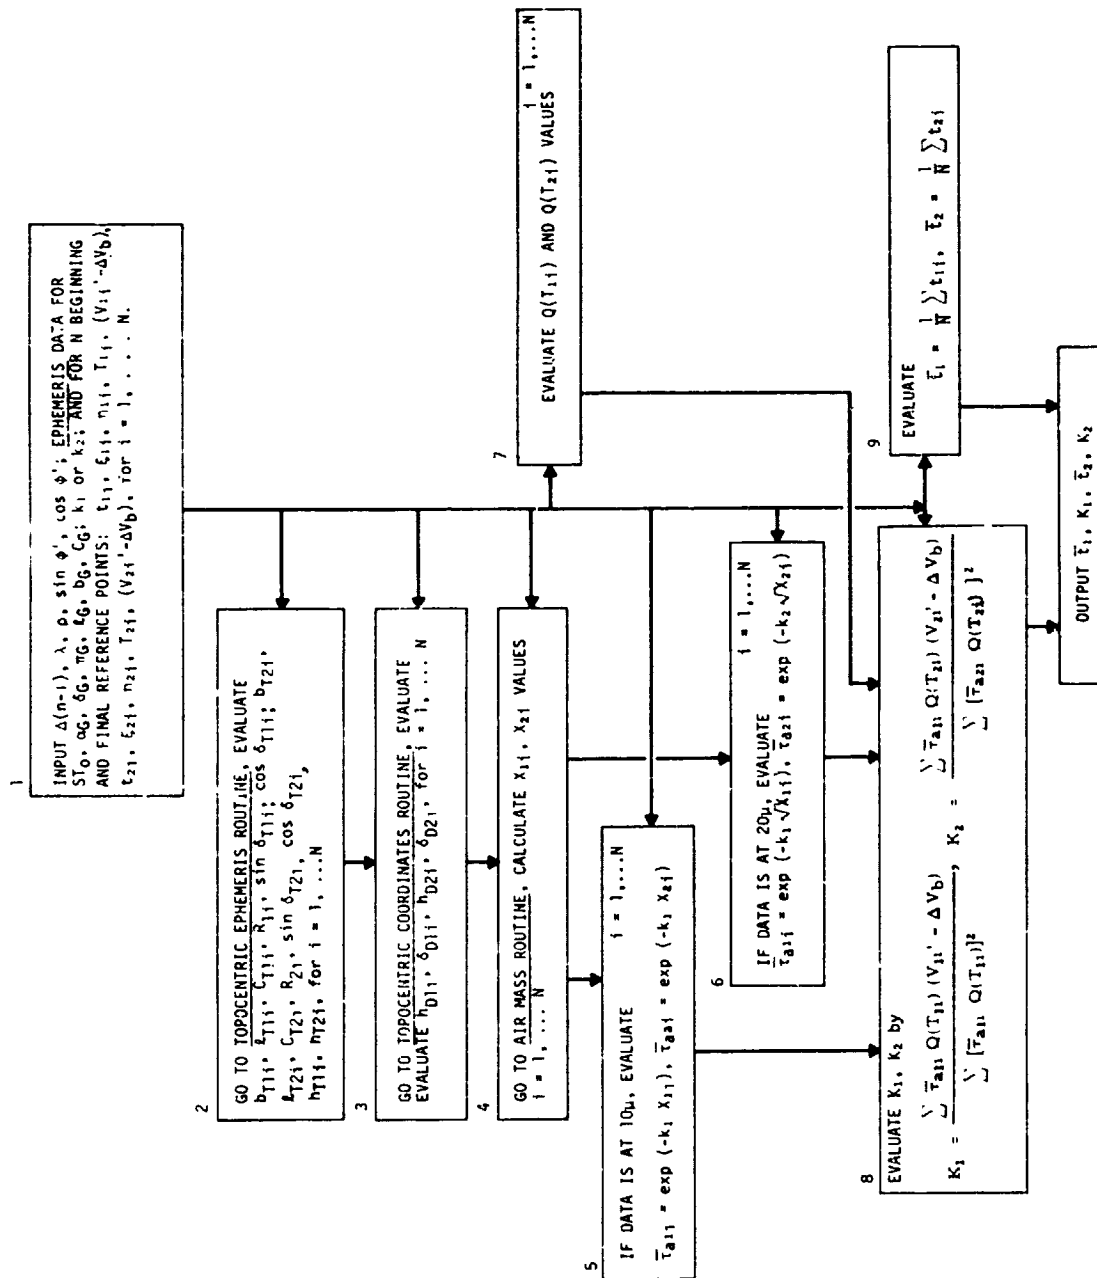 1
INPUT Δ(n-1), λ, ρ, sin φ', cos φ'; EPHEMERIS DATA FOR
ST₀, α_G, δ_G, π_G, ℓ_G, b_G, C_G; k₁ or k₂; AND FOR N BEGINNING
AND FINAL REFERENCE POINTS: t₁ᵢ, ξ₁ᵢ, η₁ᵢ, T₁ᵢ, (V₁ᵢ'-ΔV_b),
t₂ᵢ, ξ₂ᵢ, η₂ᵢ, T₂ᵢ, (V₂ᵢ'-ΔV_b), for i = 1, . . . N.
2
GO TO TOPOCENTRIC EPHEMERIS ROUTINE, EVALUATE
b_T1i, ℓ_T1i, C_T1i, R₁ᵢ, sin δ_T1i; cos δ_T1i; b_T2i,
ℓ_T2i, C_T2i, R₂ᵢ, sin δ_T2i, cos δ_T2i,
h_T1i, h_T2i, for i = 1, ...N
3
GO TO TOPOCENTRIC COORDINATES ROUTINE, EVALUATE
EVALUATE h_D1i, δ_D1i, h_D2i, δ_D2i, for i = 1, ... N
4
GO TO AIR MASS ROUTINE, CALCULATE X₁ᵢ, X₂ᵢ VALUES
i = 1, ... N
5
IF DATA IS AT 10μ, EVALUATE i = 1,...N
τ̄_a1i = exp (-k₁ X₁ᵢ), τ̄_a2i = exp (-k₁ X₂ᵢ)
6
IF DATA IS AT 20μ, EVALUATE i = 1,...N
τ̄_a1i = exp (-k₁√X₁ᵢ), τ̄_a2i = exp (-k₂√X₂ᵢ)
7
i = 1,...N
EVALUATE Q(T₁ᵢ) AND Q(T₂ᵢ) VALUES
8
EVALUATE K₁, K₂ by
K₁ = ∑ τ̄_a1i Q(T₁ᵢ) (V₁ᵢ' - ΔV_b) / ∑ [τ̄_a1i Q(T₁ᵢ)]², K₂ = ∑ τ̄_a2i Q(T₂ᵢ) (V₂ᵢ' - ΔV_b) / ∑ [τ̄_a2i Q(T₂ᵢ) ]²
9
EVALUATE
t̄₁ = 1/N ∑t₁ᵢ, t̄₂ = 1/N ∑t₂ᵢ
OUTPUT t̄₁, K₁, t̄₂, K₂